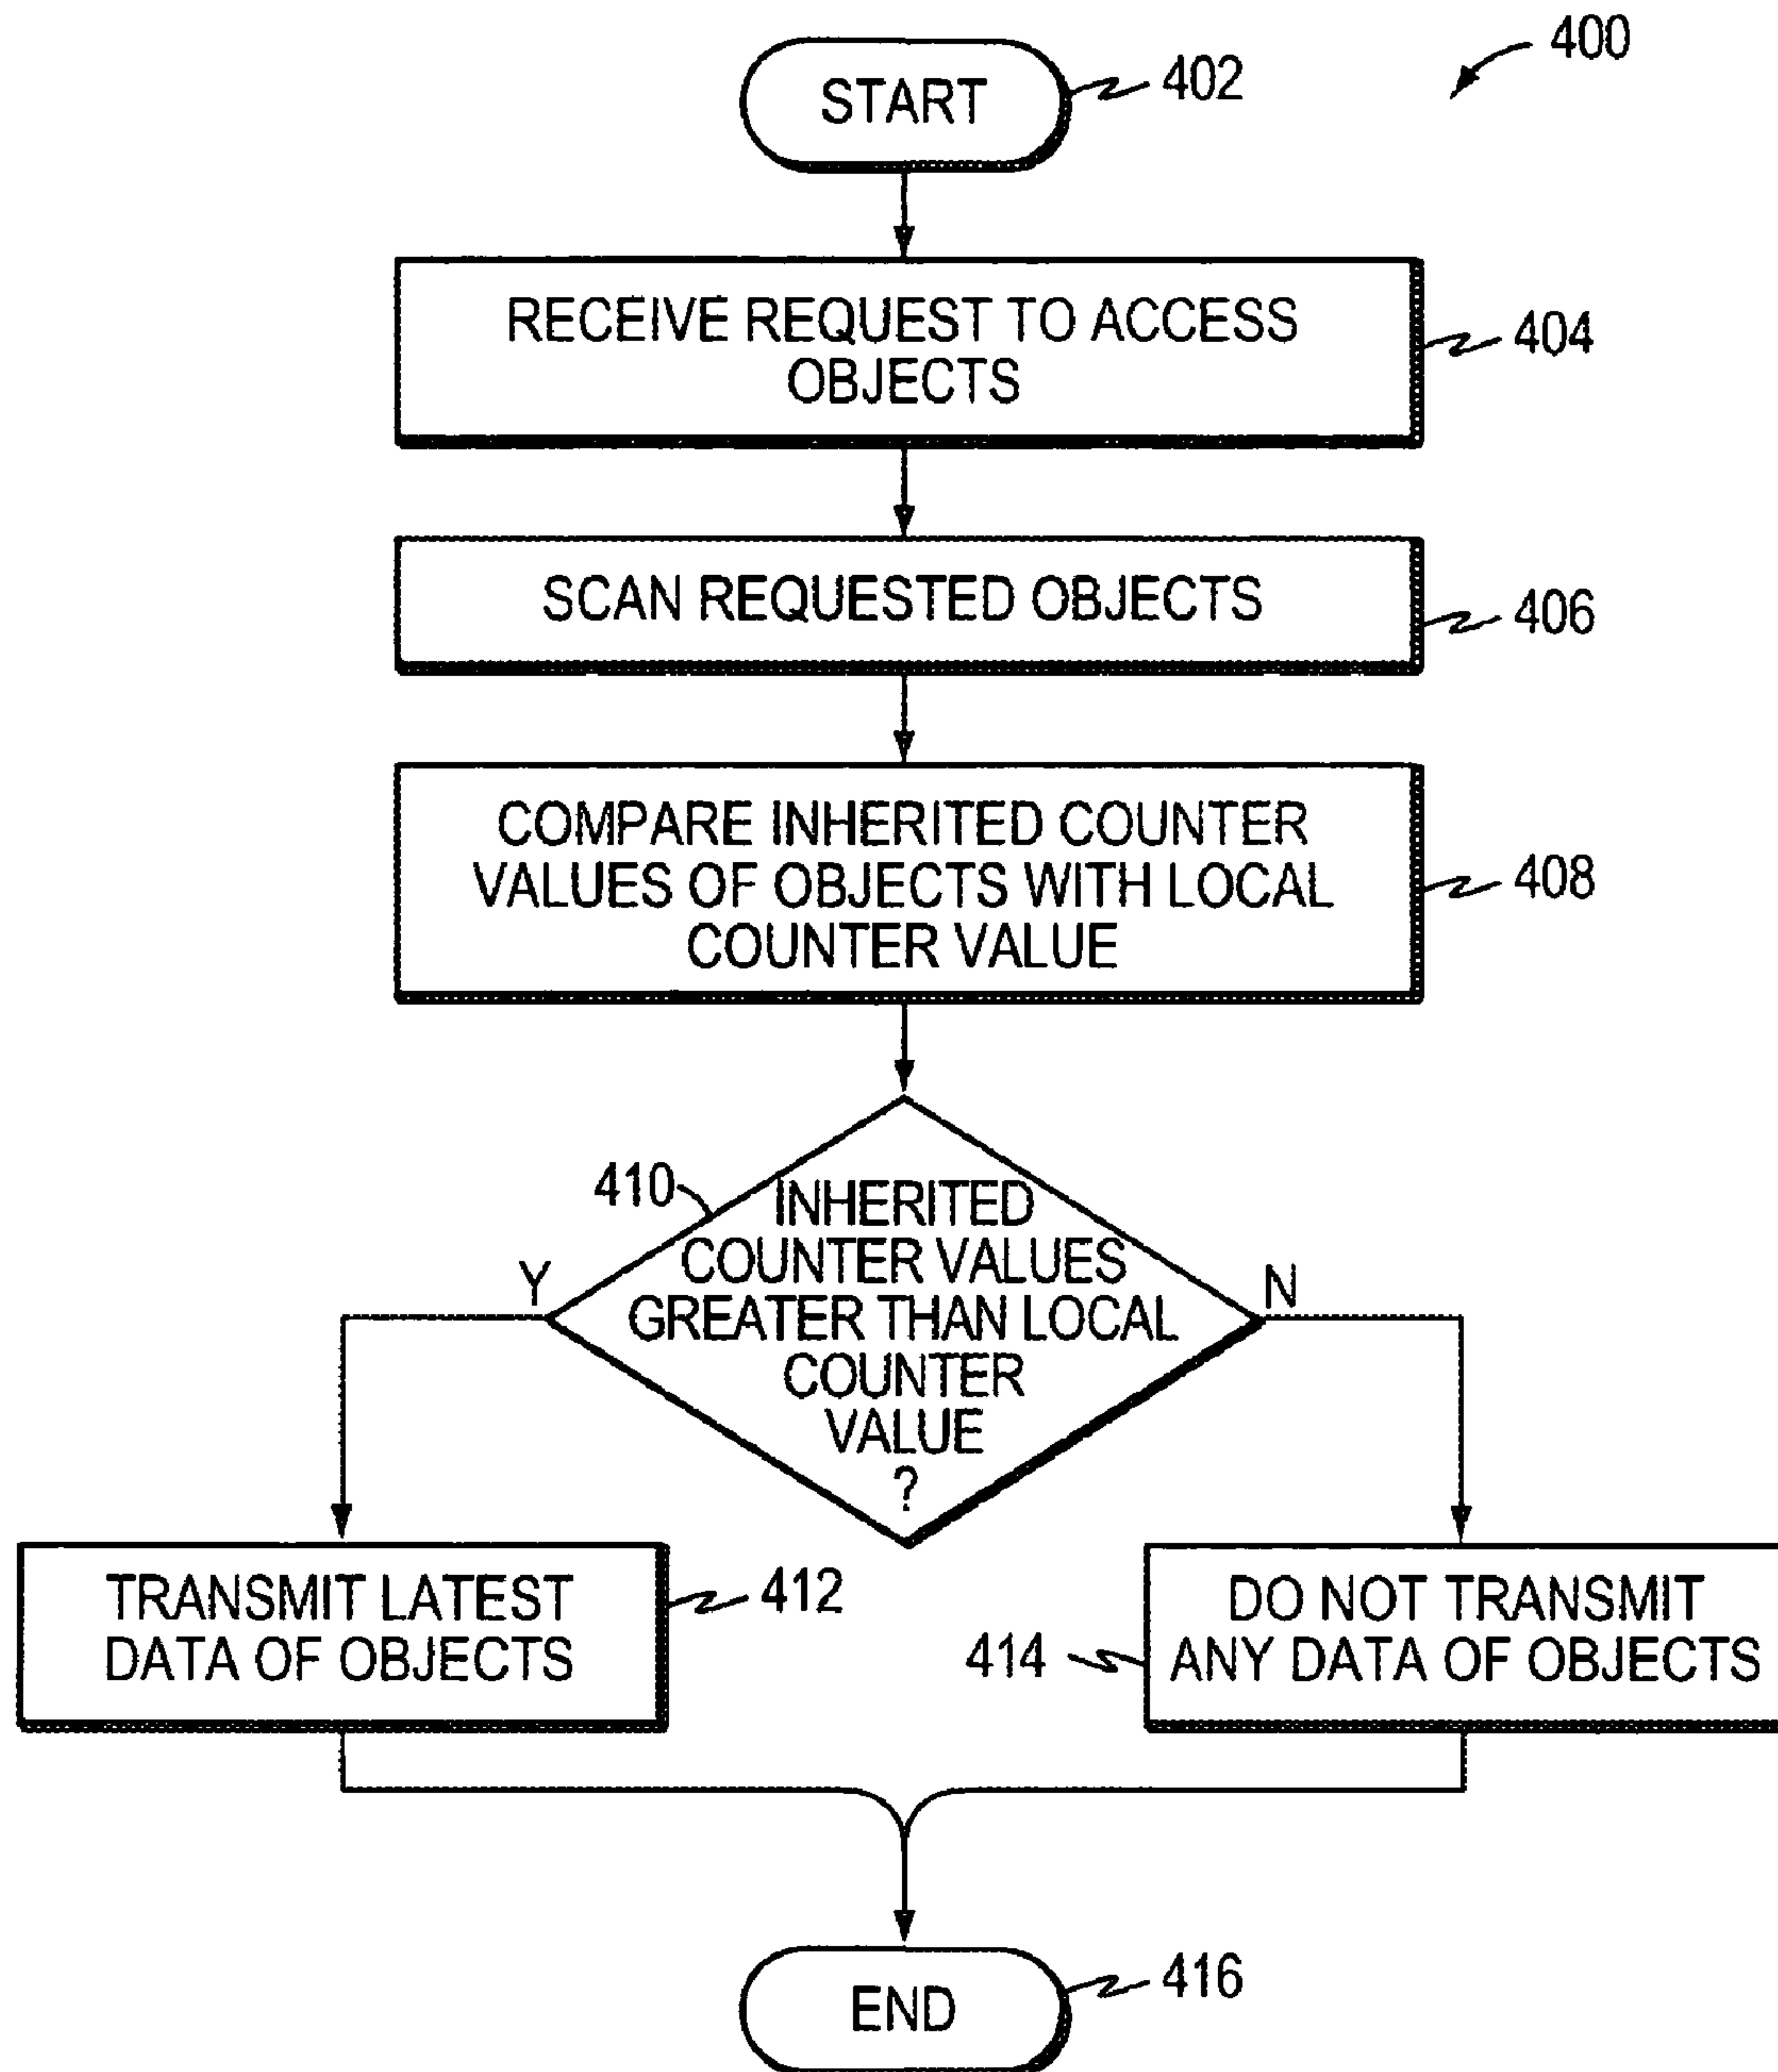 400
START
402
RECEIVE REQUEST TO ACCESS
OBJECTS
404
SCAN REQUESTED OBJECTS
406
COMPARE INHERITED COUNTER
VALUES OF OBJECTS WITH LOCAL
COUNTER VALUE
408
410
INHERITED
COUNTER VALUES
GREATER THAN LOCAL
COUNTER
VALUE
?
Y
N
TRANSMIT LATEST
DATA OF OBJECTS
412
DO NOT TRANSMIT
ANY DATA OF OBJECTS
414
END
416